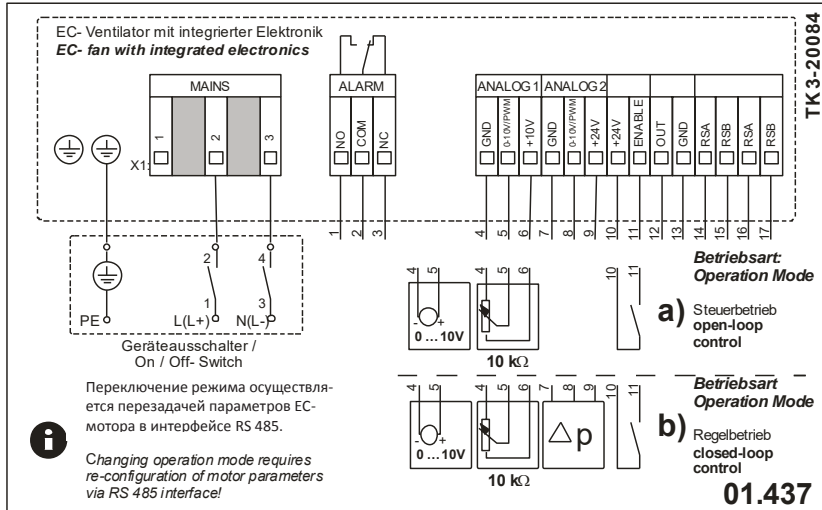 EC- Ventilator mit integrierter Elektronik
EC- fan with integrated electronics
TK3-20084
MAINS
ALARM
ANALOG 1
ANALOG 2
X1:
1
2
3
NO
COM
NC
GND
0-10V/PWM
+10V
GND
0-10V/PWM
+24V
+24V
ENABLE
OUT
GND
RSA
RSB
RSA
RSB
1
2
3
4
5
6
7
8
9
10
11
12
13
14
15
16
17
2
4
1
3
PE
L(L+)
N(L-)
Geräteausschalter /
On / Off- Switch
Betriebsart:
Operation Mode
4
5
- +
0 ... 10V
4
5
6
10 kΩ
10
11
a) Steuerbetrieb
open-loop
control
Betriebsart
Operation Mode
4
5
- +
0 ... 10V
4
5
6
10 kΩ
7
8
9
△p
10
11
b) Regelbetrieb
closed-loop
control
i
Переключение режима осуществля-
ется перезадачей параметров ЕС-
мотора в интерфейсе RS 485.
Changing operation mode requires
re-configuration of motor parameters
via RS 485 interface!
01.437